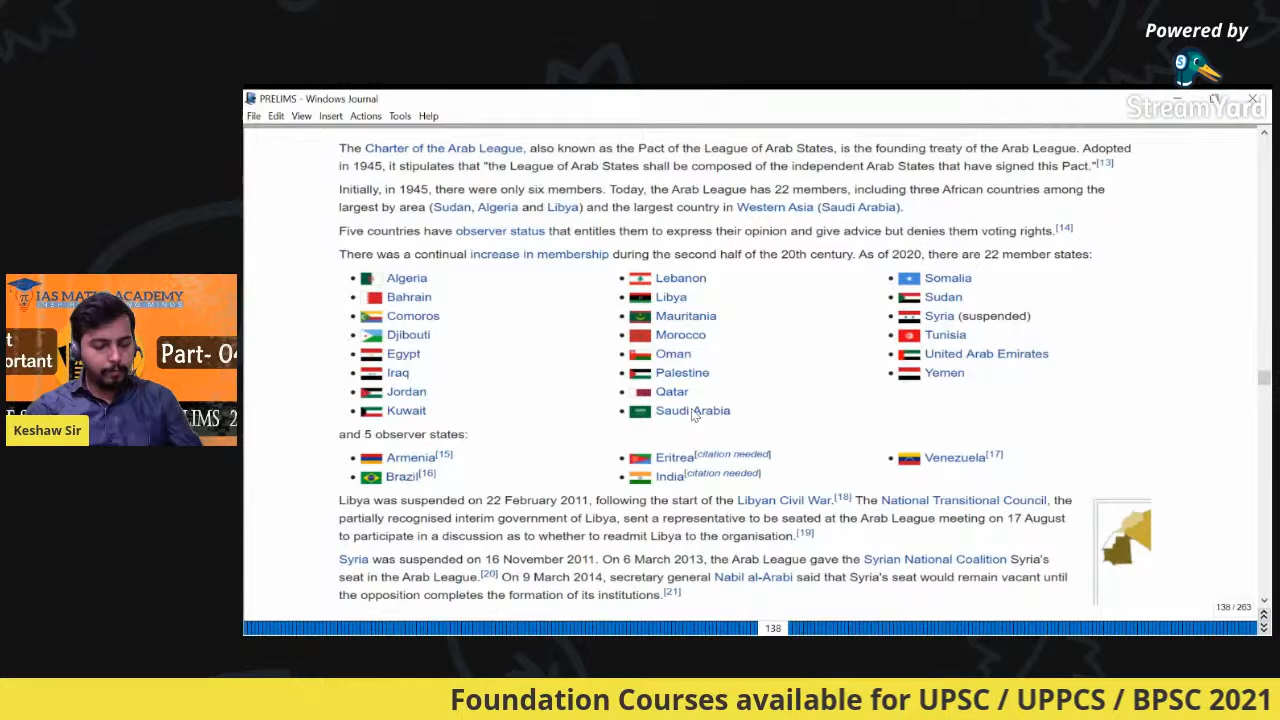 Powered by
StreamYard
PRELIMS - Windows Journal
File Edit View Insert Actions Tools Help
The Charter of the Arab League, also known as the Pact of the League of Arab States, is the founding treaty of the Arab League. Adopted
in 1945, it stipulates that "the League of Arab States shall be composed of the independent Arab States that have signed this Pact."[13]
Initially, in 1945, there were only six members. Today, the Arab League has 22 members, including three African countries among the
largest by area (Sudan, Algeria and Libya) and the largest country in Western Asia (Saudi Arabia).
Five countries have observer status that entitles them to express their opinion and give advice but denies them voting rights.[14]
There was a continual increase in membership during the second half of the 20th century. As of 2020, there are 22 member states:
• Algeria
• Bahrain
• Comoros
• Djibouti
• Egypt
• Iraq
• Jordan
• Kuwait
• Lebanon
• Libya
• Mauritania
• Morocco
• Oman
• Palestine
• Qatar
• Saudi Arabia
• Somalia
• Sudan
• Syria (suspended)
• Tunisia
• United Arab Emirates
• Yemen
and 5 observer states:
• Armenia[15]
• Brazil[16]
• Eritrea[citation needed]
• India[citation needed]
• Venezuela[17]
Libya was suspended on 22 February 2011, following the start of the Libyan Civil War.[18] The National Transitional Council, the
partially recognised interim government of Libya, sent a representative to be seated at the Arab League meeting on 17 August
to participate in a discussion as to whether to readmit Libya to the organisation.[19]
Syria was suspended on 16 November 2011. On 6 March 2013, the Arab League gave the Syrian National Coalition Syria's
seat in the Arab League.[20] On 9 March 2014, secretary general Nabil al-Arabi said that Syria's seat would remain vacant until
the opposition completes the formation of its institutions.[21]
138 / 263
138
IAS ACADEMY
Part- 04
Keshaw Sir
Foundation Courses available for UPSC / UPPCS / BPSC 2021